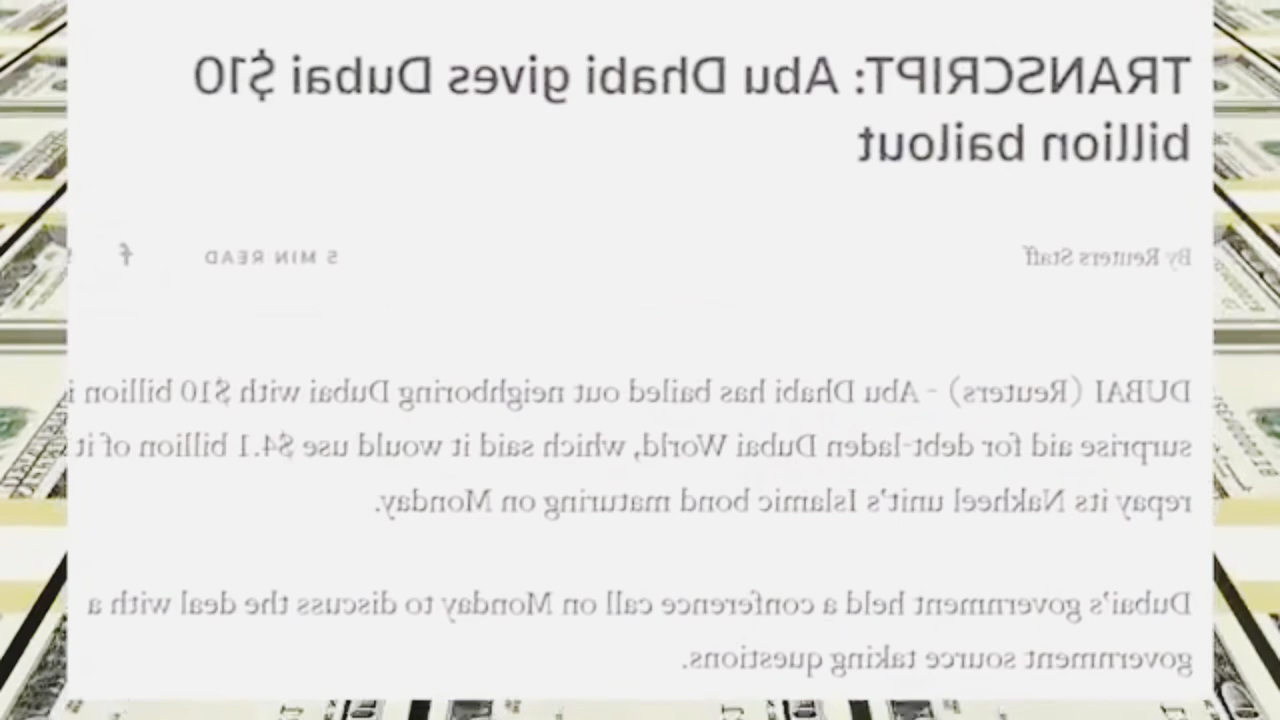 TRANSCRIPT: Abu Dhabi gives Dubai $10
billion bailout
By Reuters Staff
5 MIN READ
f
DUBAI (Reuters) - Abu Dhabi has bailed out neighboring Dubai with $10 billion
surprise aid for debt-laden Dubai World, which said it would use $4.1 billion of it
repay its Nakheel unit's Islamic bond maturing on Monday.
Dubai's government held a conference call on Monday to discuss the deal with a
government source taking questions.